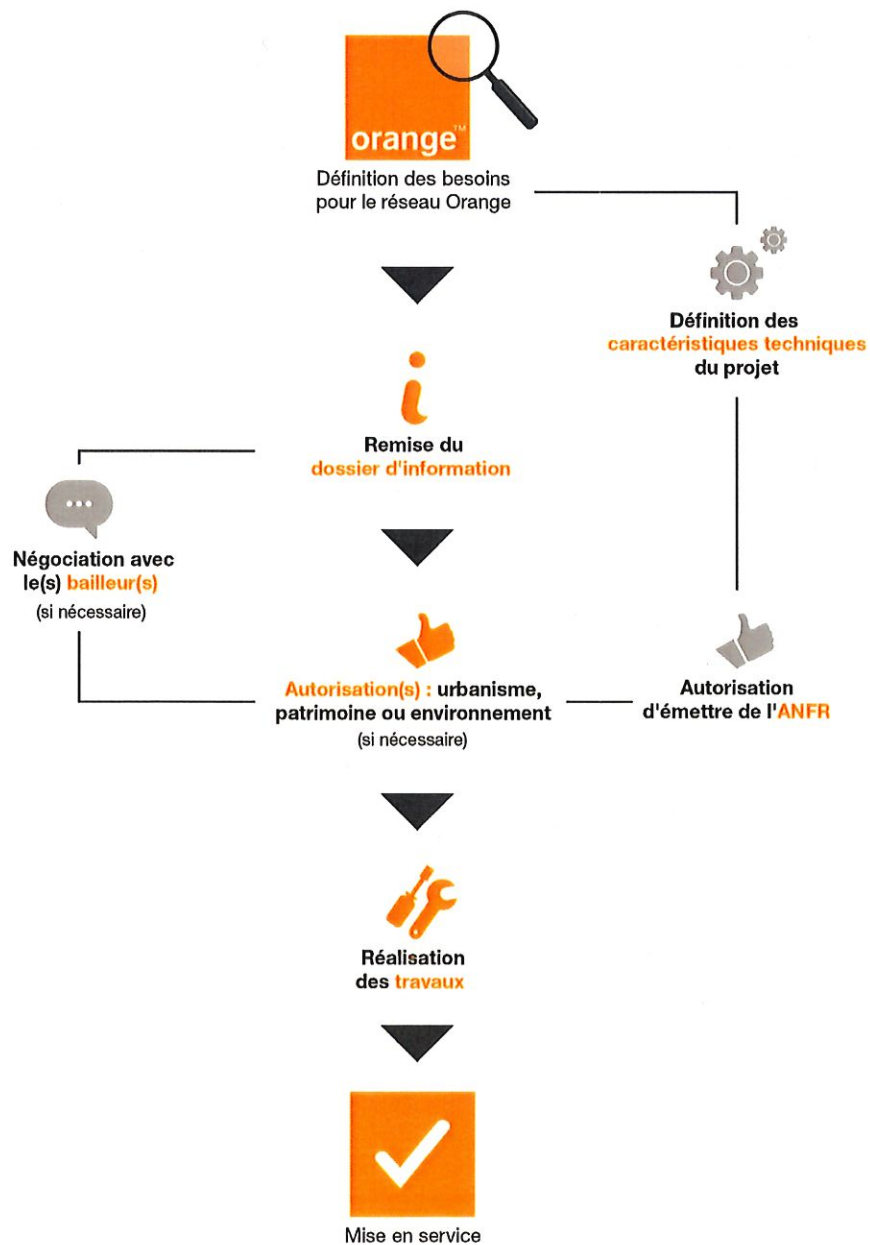 orange™
Définition des besoins
pour le réseau Orange
Définition des
caractéristiques techniques
du projet
Remise du
dossier d'information
Négociation avec
le(s) bailleur(s)
(si nécessaire)
Autorisation(s) : urbanisme,
patrimoine ou environnement
(si nécessaire)
Autorisation
d'émettre de l'ANFR
Réalisation
des travaux
Mise en service